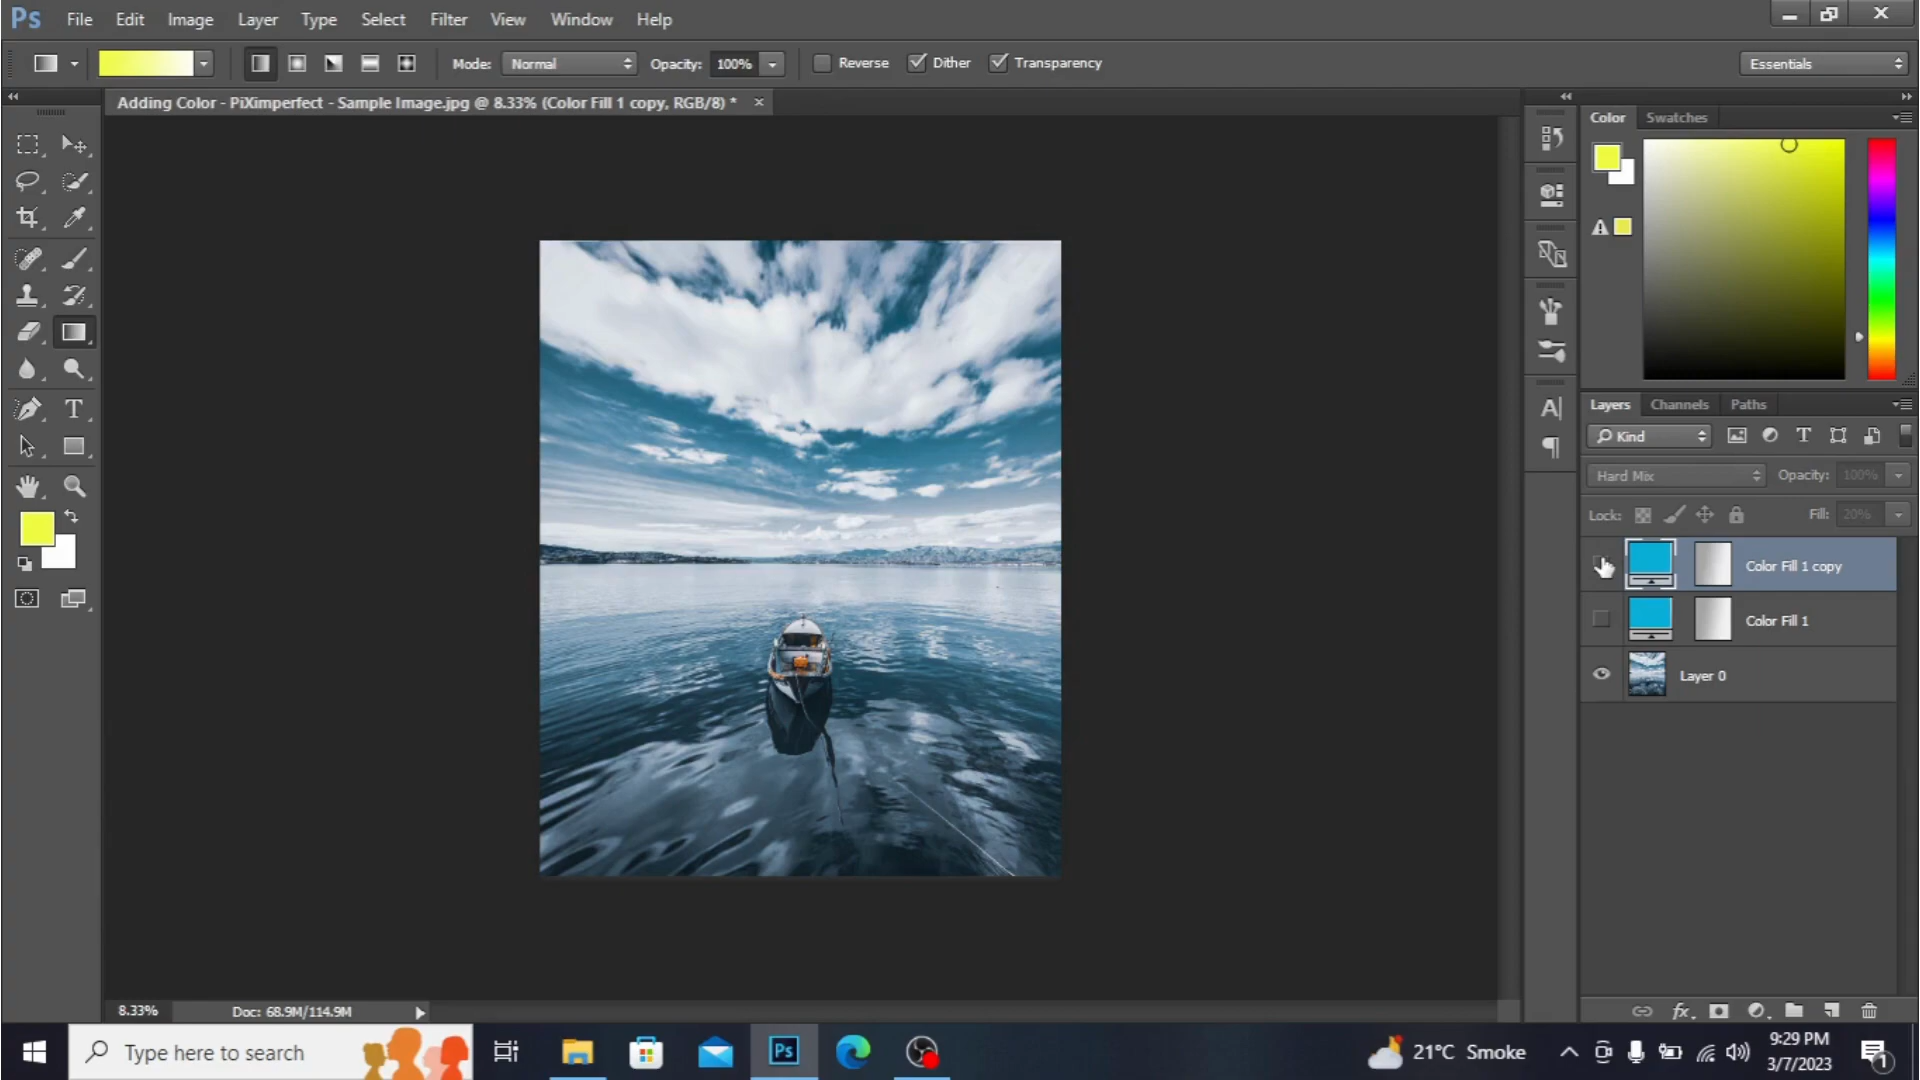 Ps File Edit Image Layer Type Select Filter View Window Help
Mode: Normal Opacity: 100% Reverse Dither Transparency Essentials
Adding Color - PiXimperfect - Sample Image.jpg @ 8.33% (Color Fill 1 copy, RGB/8) *
Color Swatches
Layers Channels Paths
Kind
Hard Mix Opacity: 100%
Lock: Fill: 20%
Color Fill 1 copy
Color Fill 1
Layer 0
8.33% Doc: 68.9M/114.9M
Type here to search
Ps
21°C Smoke
9:29 PM
3/7/2023
1